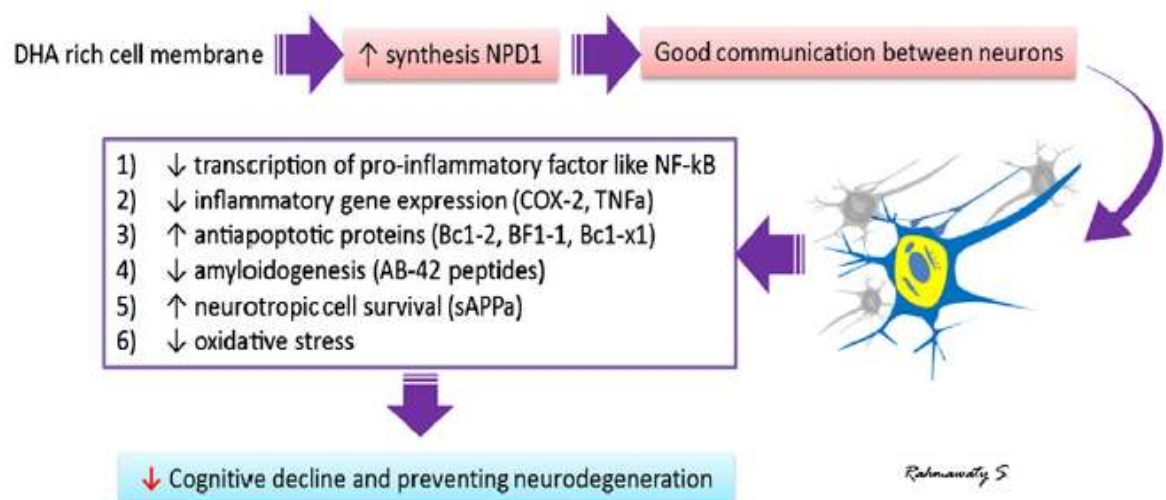 DHA rich cell membrane
↑ synthesis NPD1
Good communication between neurons
1) ↓ transcription of pro-inflammatory factor like NF-kB
2) ↓ inflammatory gene expression (COX-2, TNFa)
3) ↑ antiapoptotic proteins (Bc1-2, BF1-1, Bc1-x1)
4) ↓ amyloidogenesis (AB-42 peptides)
5) ↑ neurotropic cell survival (sAPPa)
6) ↓ oxidative stress
↓ Cognitive decline and preventing neurodegeneration
Rahmawaty S